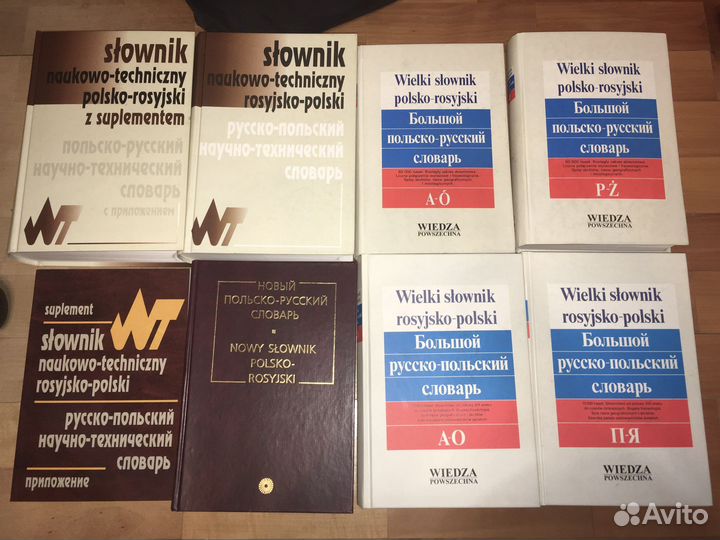 słownik
naukowo-techniczny
polsko-rosyjski
z suplementem
польско-русский
научно-технический
словарь
с приложением
WNT
słownik
naukowo-techniczny
rosyjsko-polski
русско-польский
научно-технический
словарь
WNT
Wielki słownik
polsko-rosyjski
Большой
польско-русский
словарь
A-Ó
WIEDZA
POWSZECHNA
Wielki słownik
polsko-rosyjski
Большой
польско-русский
словарь
P-Ż
WIEDZA
POWSZECHNA
suplement
WNT
słownik
naukowo-techniczny
rosyjsko-polski
русско-польский
научно-технический
словарь
приложение
НОВЫЙ
ПОЛЬСКО-РУССКИЙ
СЛОВАРЬ
NOWY SŁOWNIK
POLSKO-
ROSYJSKI
Wielki słownik
rosyjsko-polski
Большой
русско-польский
словарь
А-О
WIEDZA
POWSZECHNA
Wielki słownik
rosyjsko-polski
Большой
русско-польский
словарь
П-Я
WIEDZA
POWSZECHNA
Avito